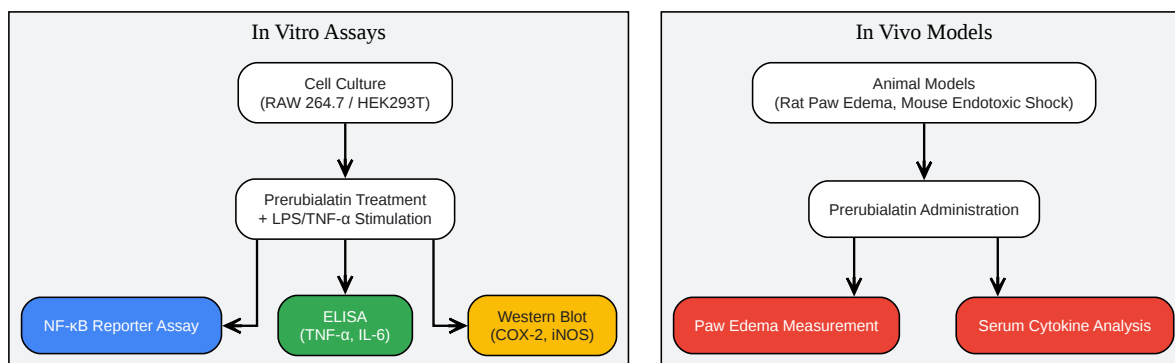 In Vitro Assays
Cell Culture
(RAW 264.7 / HEK293T)
Prerubialatin Treatment
+ LPS/TNF-α Stimulation
NF-κB Reporter Assay
ELISA
(TNF-α, IL-6)
Western Blot
(COX-2, iNOS)
In Vivo Models
Animal Models
(Rat Paw Edema, Mouse Endotoxic Shock)
Prerubialatin Administration
Paw Edema Measurement
Serum Cytokine Analysis